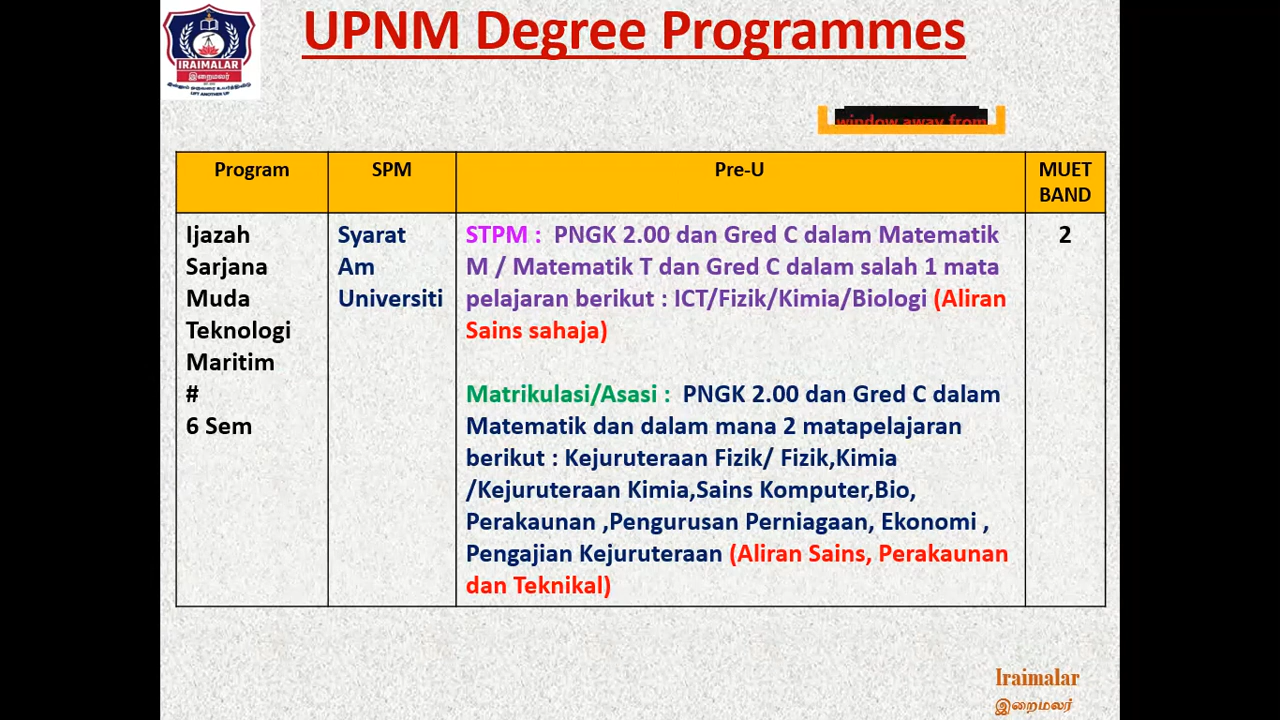 UPNM Degree Programmes
IRAIMALAR
இறைமலர்
LIFT ANOTHER UP
window away from
Program
SPM
Pre-U
MUET
BAND
Ijazah
Sarjana
Muda
Teknologi
Maritim
#
6 Sem
Syarat
Am
Universiti
STPM : PNGK 2.00 dan Gred C dalam Matematik
M / Matematik T dan Gred C dalam salah 1 mata
pelajaran berikut : ICT/Fizik/Kimia/Biologi (Aliran
Sains sahaja)
Matrikulasi/Asasi : PNGK 2.00 dan Gred C dalam
Matematik dan dalam mana 2 matapelajaran
berikut : Kejuruteraan Fizik/ Fizik,Kimia
/Kejuruteraan Kimia,Sains Komputer,Bio,
Perakaunan ,Pengurusan Perniagaan, Ekonomi ,
Pengajian Kejuruteraan (Aliran Sains, Perakaunan
dan Teknikal)
2
Iraimalar
இறைமலர்